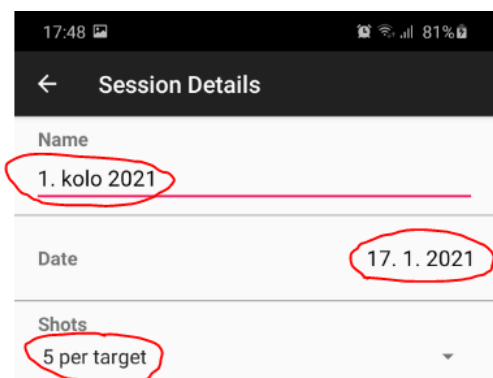 17:48 81%
Session Details
Name
1. kolo 2021
Date 17. 1. 2021
Shots
5 per target